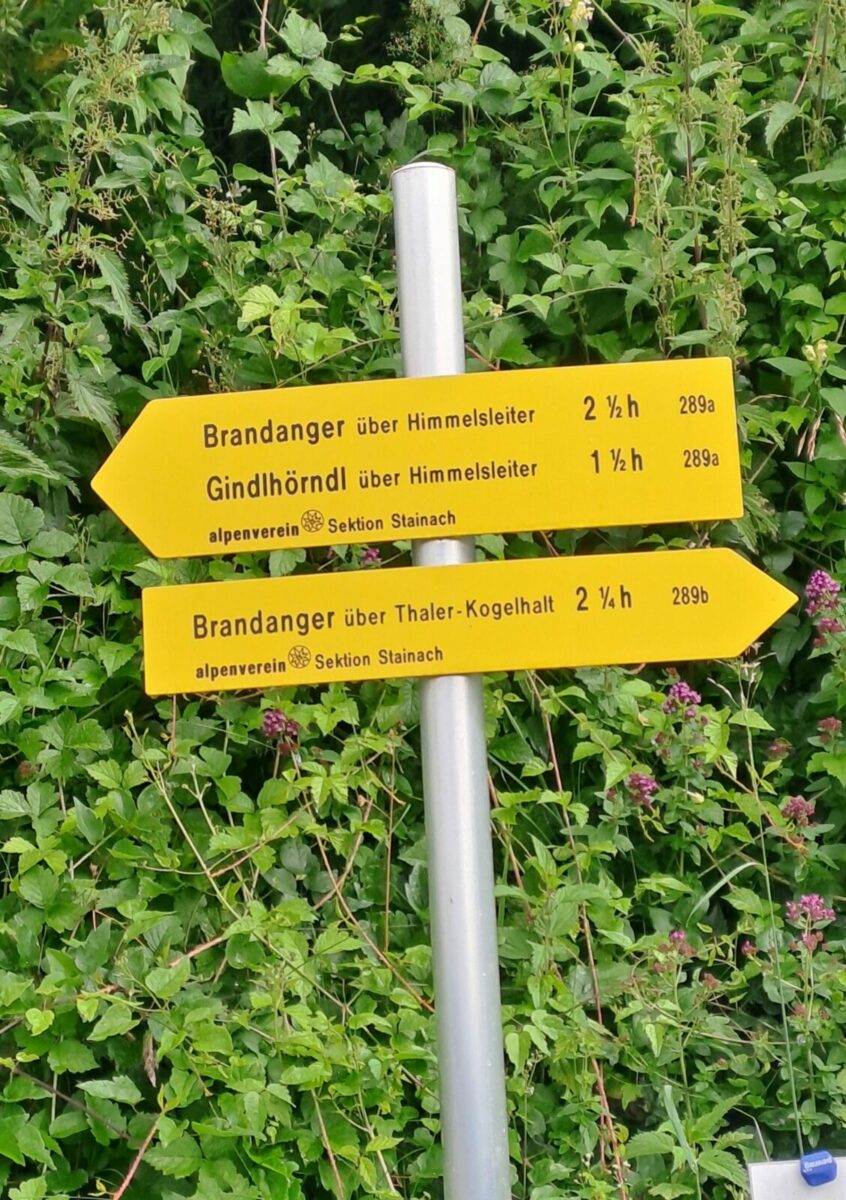 Brandanger über Himmelsleiter 2 ½ h 289a
Gindlhörndl über Himmelsleiter 1 ½ h 289a
alpenverein Sektion Stainach
Brandanger über Thaler-Kogelhalt 2 ¼ h 289b
alpenverein Sektion Stainach